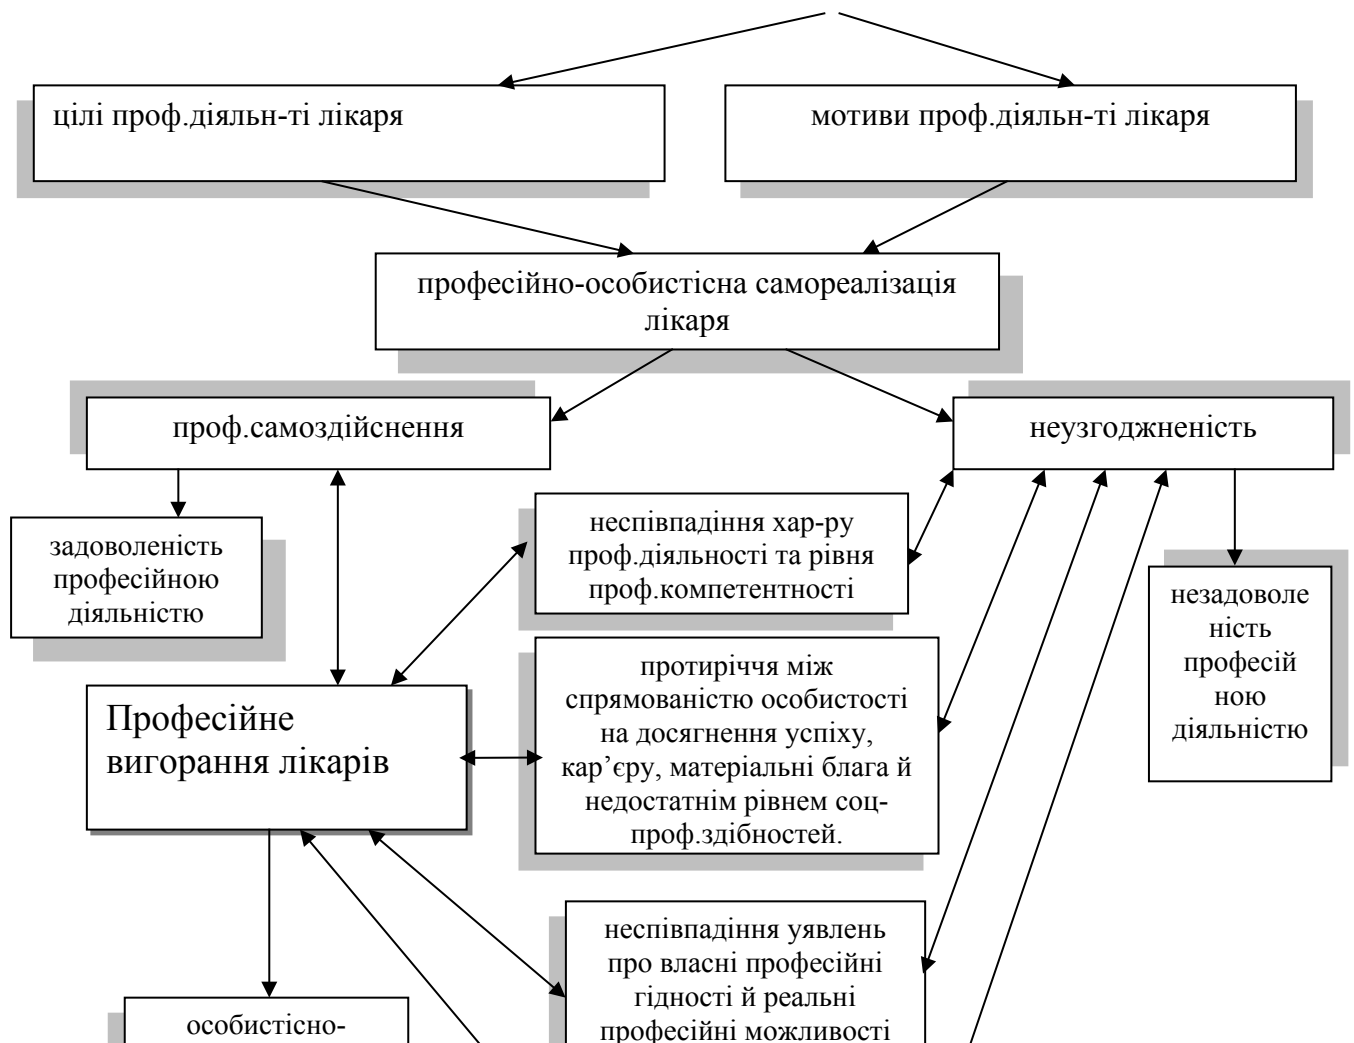 цілі проф.діяльн-ті лікаря
мотиви проф.діяльн-ті лікаря
професійно-особистісна самореалізація
лікаря
проф.самоздійснення
неузгоджненість
задоволеність
професійною
діяльністю
неспівпадіння хар-ру
проф.діяльності та рівня
проф.компетентності
незадоволе
ність
професій
ною
діяльністю
протиріччя між
спрямованістю особистості
на досягнення успіху,
кар’єру, матеріальні блага й
недостатнім рівнем соц-
проф.здібностей.
Професійне
вигорання лікарів
неспівпадіння уявлень
про власні професійні
гідності й реальні
професійні можливості
особистісно-